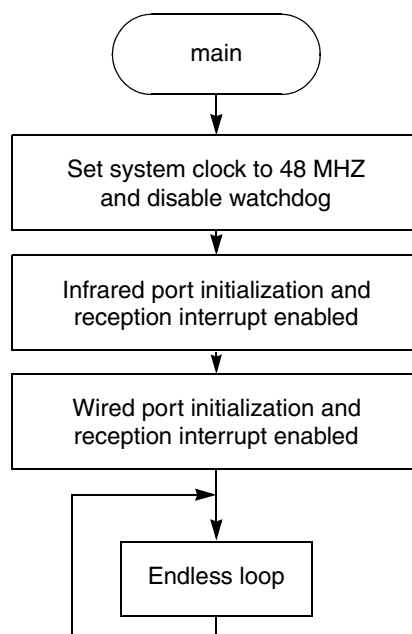 main
Set system clock to 48 MHZ
and disable watchdog
Infrared port initialization and
reception interrupt enabled
Wired port initialization and
reception interrupt enabled
Endless loop